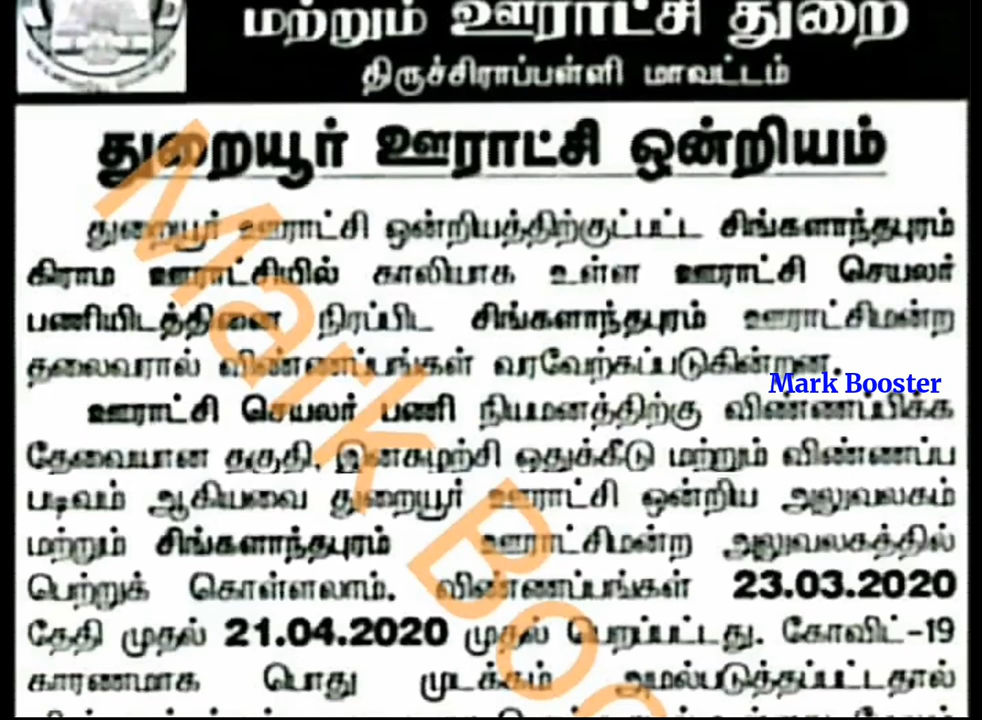 மற்றும் ஊராட்சி துறை
திருச்சிராப்பள்ளி மாவட்டம்
துறையூர் ஊராட்சி ஒன்றியம்
துறையூர் ஊராட்சி ஒன்றியத்திற்குட்பட்ட சிங்களாந்தபுரம்
கிராம ஊராட்சியில் காலியாக உள்ள ஊராட்சி செயலர்
பணியிடத்தினை நிரப்பிட சிங்களாந்தபுரம் ஊராட்சிமன்ற
தலைவரால் விண்ணப்பங்கள் வரவேற்கப்படுகின்றன.
Mark Booster
ஊராட்சி செயலர் பணி நியமனத்திற்கு விண்ணப்பிக்க
தேவையான தகுதி, இனசுழற்சி ஒதுக்கீடு மற்றும் விண்ணப்ப
படிவம் ஆகியவை துறையூர் ஊராட்சி ஒன்றிய அலுவலகம்
மற்றும் சிங்களாந்தபுரம் ஊராட்சிமன்ற அலுவலகத்தில்
பெற்றுக் கொள்ளலாம். விண்ணப்பங்கள் 23.03.2020
தேதி முதல் 21.04.2020 முதல் பெறப்பட்டது. கோவிட்-19
காரணமாக பொது முடக்கம் அமல்படுத்தப்பட்டதால்
Mark Boo